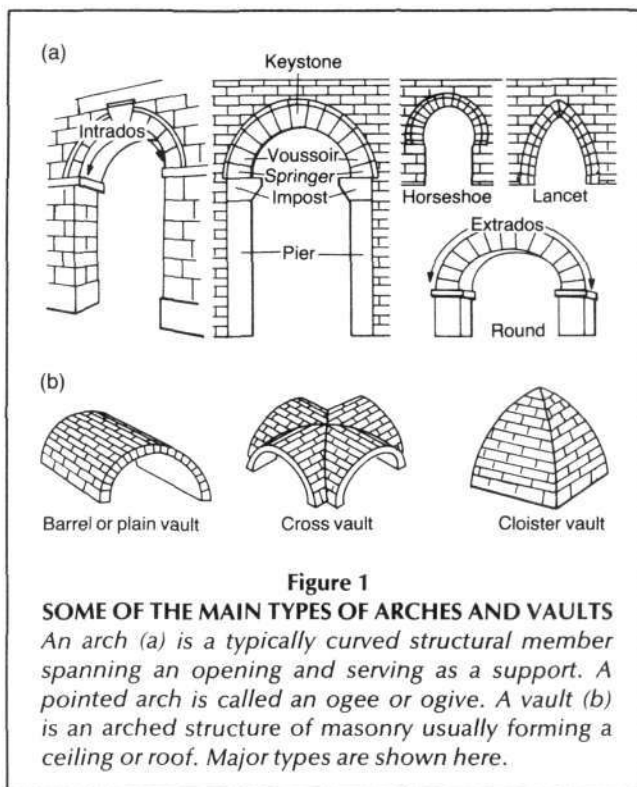 (a)
Keystone
Intrados
Voussoir
Springer
Impost
Pier
Horseshoe
Lancet
Extrados
Round
(b)
Barrel or plain vault
Cross vault
Cloister vault
Figure 1
SOME OF THE MAIN TYPES OF ARCHES AND VAULTS
An arch (a) is a typically curved structural member
spanning an opening and serving as a support. A
pointed arch is called an ogee or ogive. A vault (b)
is an arched structure of masonry usually forming a
ceiling or roof. Major types are shown here.